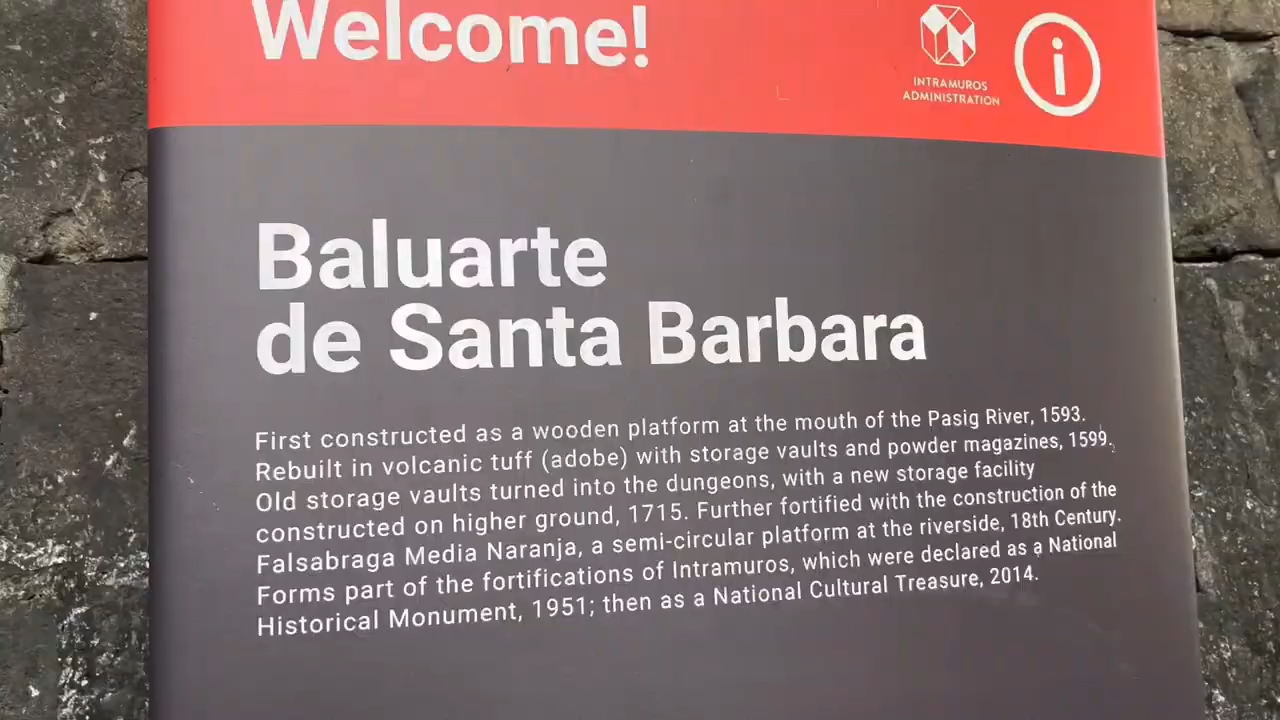 Welcome!
INTRAMUROS
ADMINISTRATION
i
Baluarte
de Santa Barbara
First constructed as a wooden platform at the mouth of the Pasig River, 1593.
Rebuilt in volcanic tuff (adobe) with storage vaults and powder magazines, 1599.
Old storage vaults turned into the dungeons, with a new storage facility
constructed on higher ground, 1715. Further fortified with the construction of the
Falsabraga Media Naranja, a semi-circular platform at the riverside, 18th Century.
Forms part of the fortifications of Intramuros, which were declared as a National
Historical Monument, 1951; then as a National Cultural Treasure, 2014.